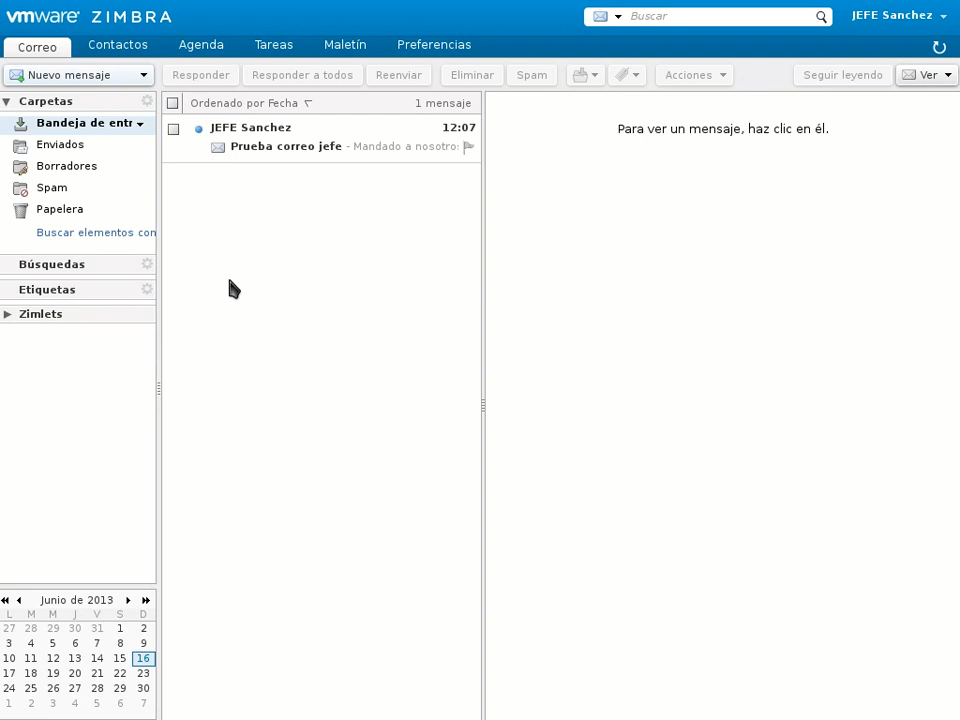 vmware ZIMBRA
Buscar
JEFE Sanchez
Correo Contactos Agenda Tareas Maletín Preferencias
Nuevo mensaje Responder Responder a todos Reenviar Eliminar Spam Acciones Seguir leyendo Ver
Carpetas
Bandeja de entr
Enviados
Borradores
Spam
Papelera
Buscar elementos con
Búsquedas
Etiquetas
Zimlets
Ordenado por Fecha 1 mensaje
JEFE Sanchez 12:07
Prueba correo jefe - Mandado a nosotro
Para ver un mensaje, haz clic en él.
Junio de 2013
L M M J V S D
27 28 29 30 31 1 2
3 4 5 6 7 8 9
10 11 12 13 14 15 16
17 18 19 20 21 22 23
24 25 26 27 28 29 30
1 2 3 4 5 6 7